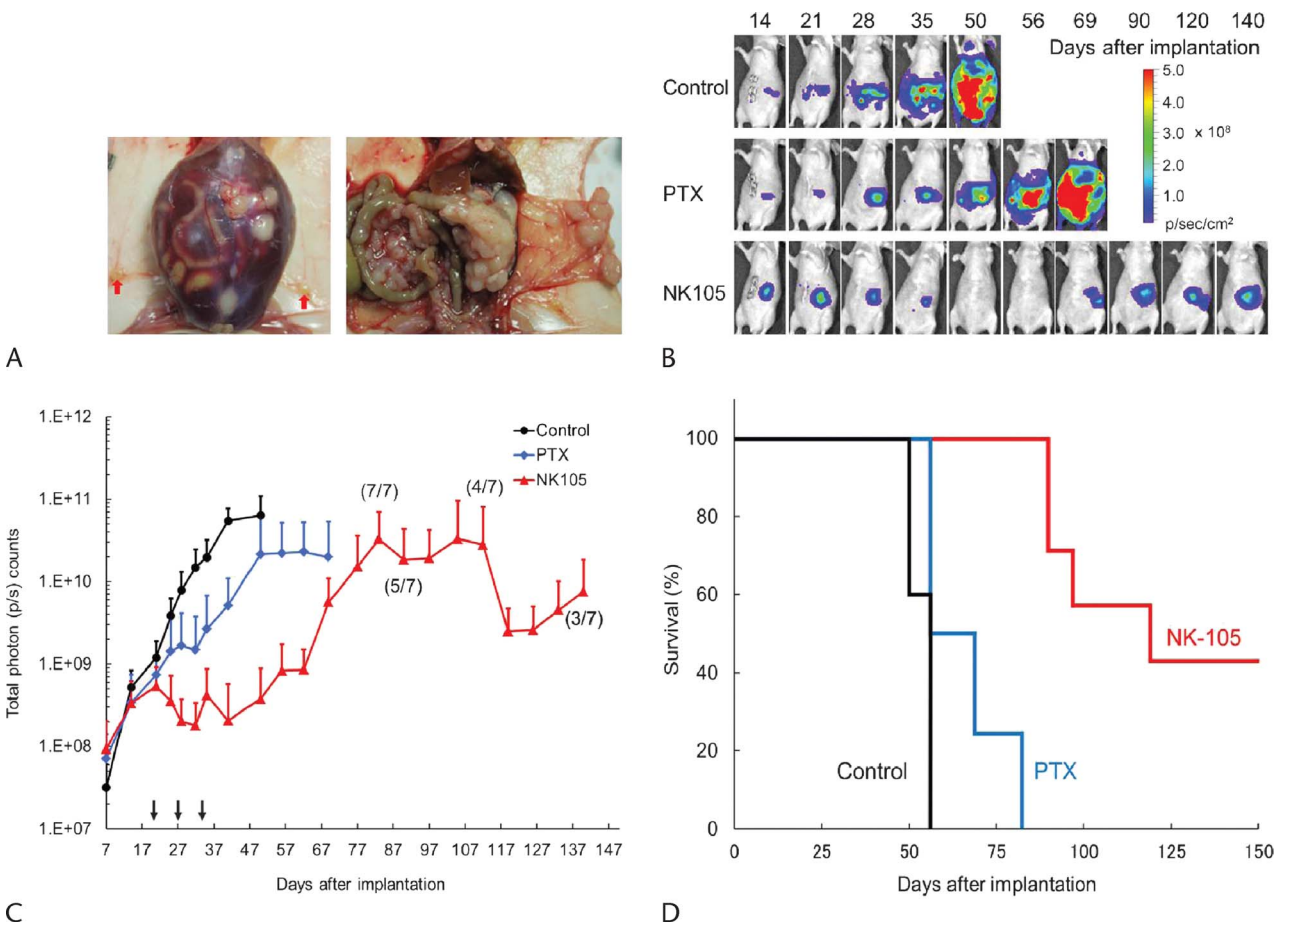 14 21 28 35 50 56 69 90 120 140
Days after implantation
Control
PTX
NK105
5.0
4.0
3.0 x 10⁸
2.0
1.0
p/sec/cm²
A
B
1.E+12
1.E+11
1.E+10
1.E+09
1.E+08
1.E+07
Total photon (p/s) counts
Control
PTX
NK105
(7/7)
(4/7)
(5/7)
(3/7)
7 17 27 37 47 57 67 77 87 97 107 117 127 137 147
Days after implantation
C
100
80
60
40
20
0
Survival (%)
NK-105
Control
PTX
0 25 50 75 100 125 150
Days after implantation
D